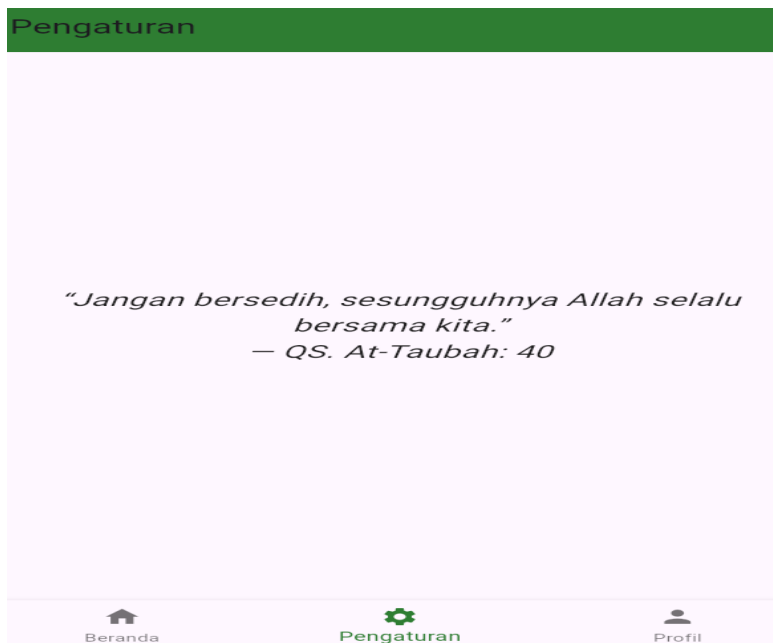 Pengaturan
“Jangan bersedih, sesungguhnya Allah selalu
bersama kita.”
— QS. At-Taubah: 40
Beranda
Pengaturan
Profil